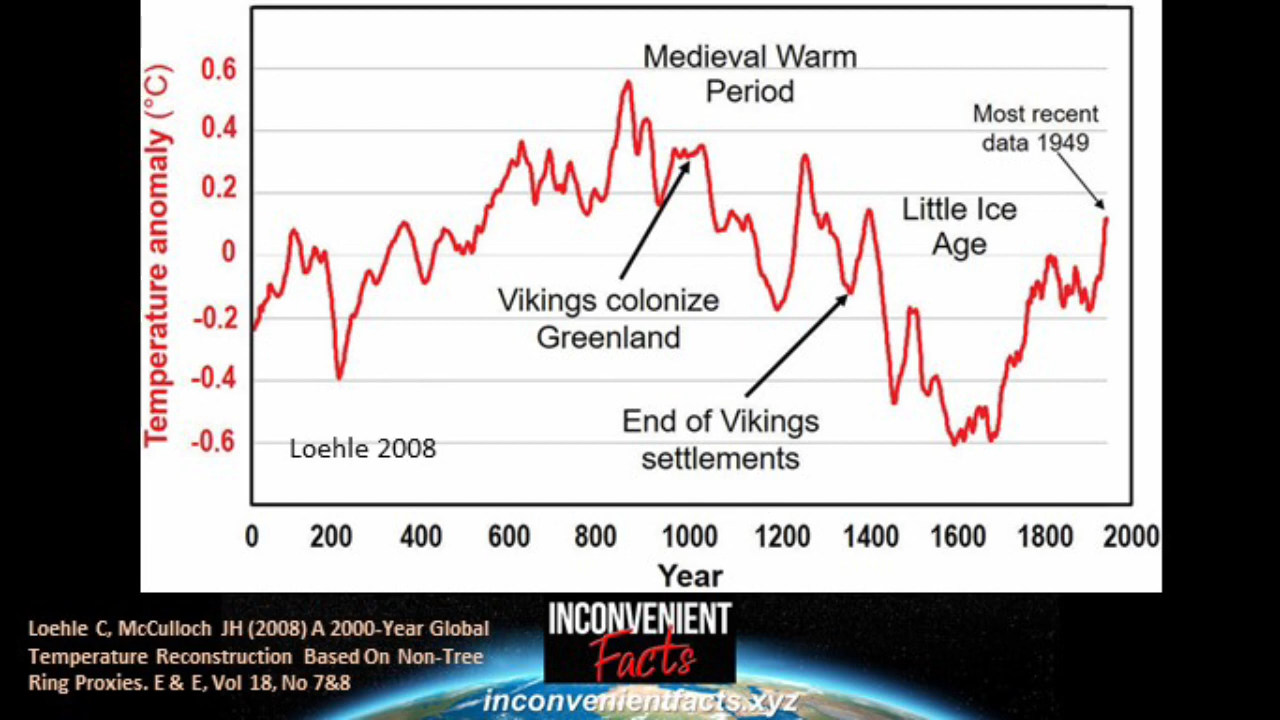 Medieval Warm
Period
Most recent
data 1949
Little Ice
Age
Vikings colonize
Greenland
End of Vikings
settlements
Loehle 2008
Temperature anomaly (°C)
0.6
0.4
0.2
0
-0.2
-0.4
-0.6
0 200 400 600 800 1000 1200 1400 1600 1800 2000
Year
Loehle C, McCulloch JH (2008) A 2000-Year Global
Temperature Reconstruction Based On Non-Tree
Ring Proxies. E & E, Vol 18, No 7&8
INCONVENIENT
Facts
inconvenientfacts.xyz